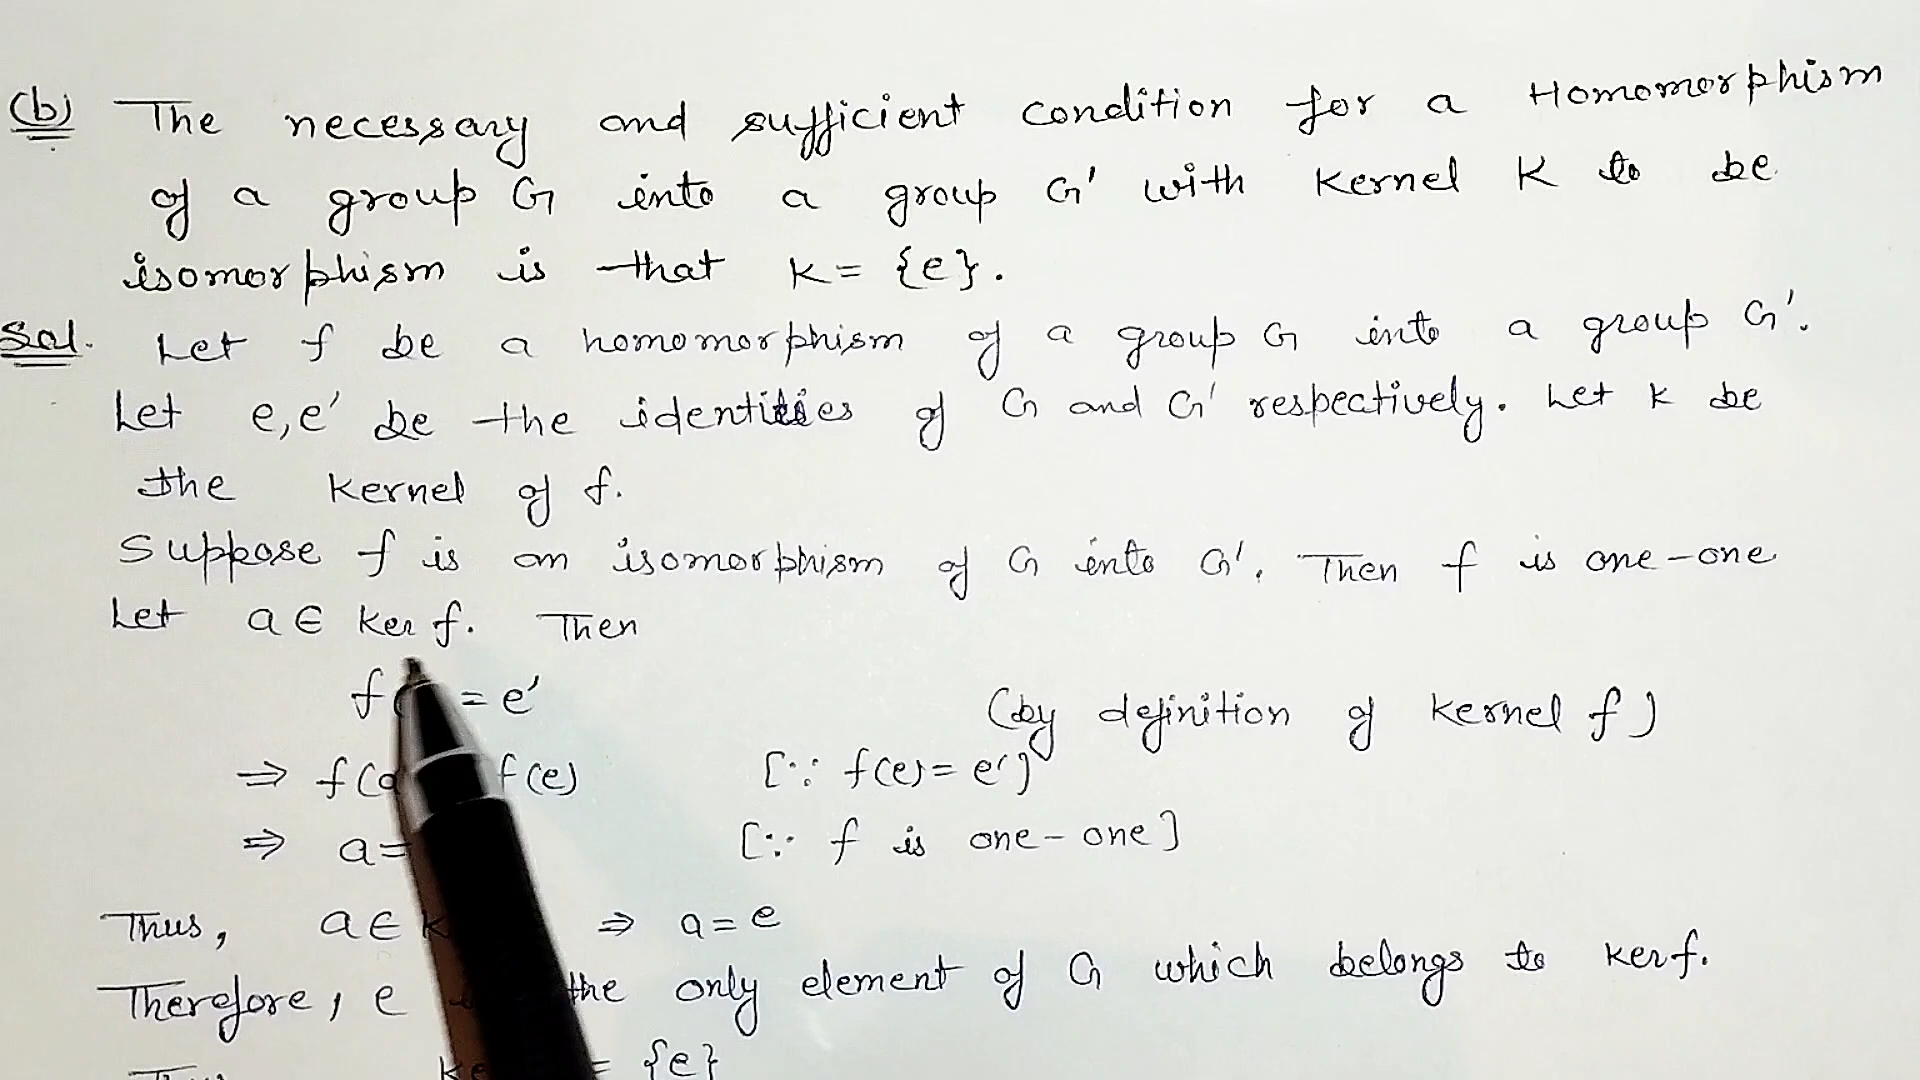 (b) The necessary and sufficient condition for a Homomorphism
of a group G into a group G' with Kernel K to be
isomorphism is that K = {e}.
Sol. Let f be a homomorphism of a group G into a group G'.
Let e, e' be the identities of G and G' respectively. Let K be
the Kernel of f.
Suppose f is an isomorphism of G into G'. Then f is one-one
Let a ∈ Ker f. Then
f( = e' (by definition of Kernel f)
⇒ f(a f(e) [∵ f(e) = e']
⇒ a = [∵ f is one-one]
Thus, a ∈ K ⇒ a = e
Therefore, e the only element of G which belongs to ker f.
= {e}